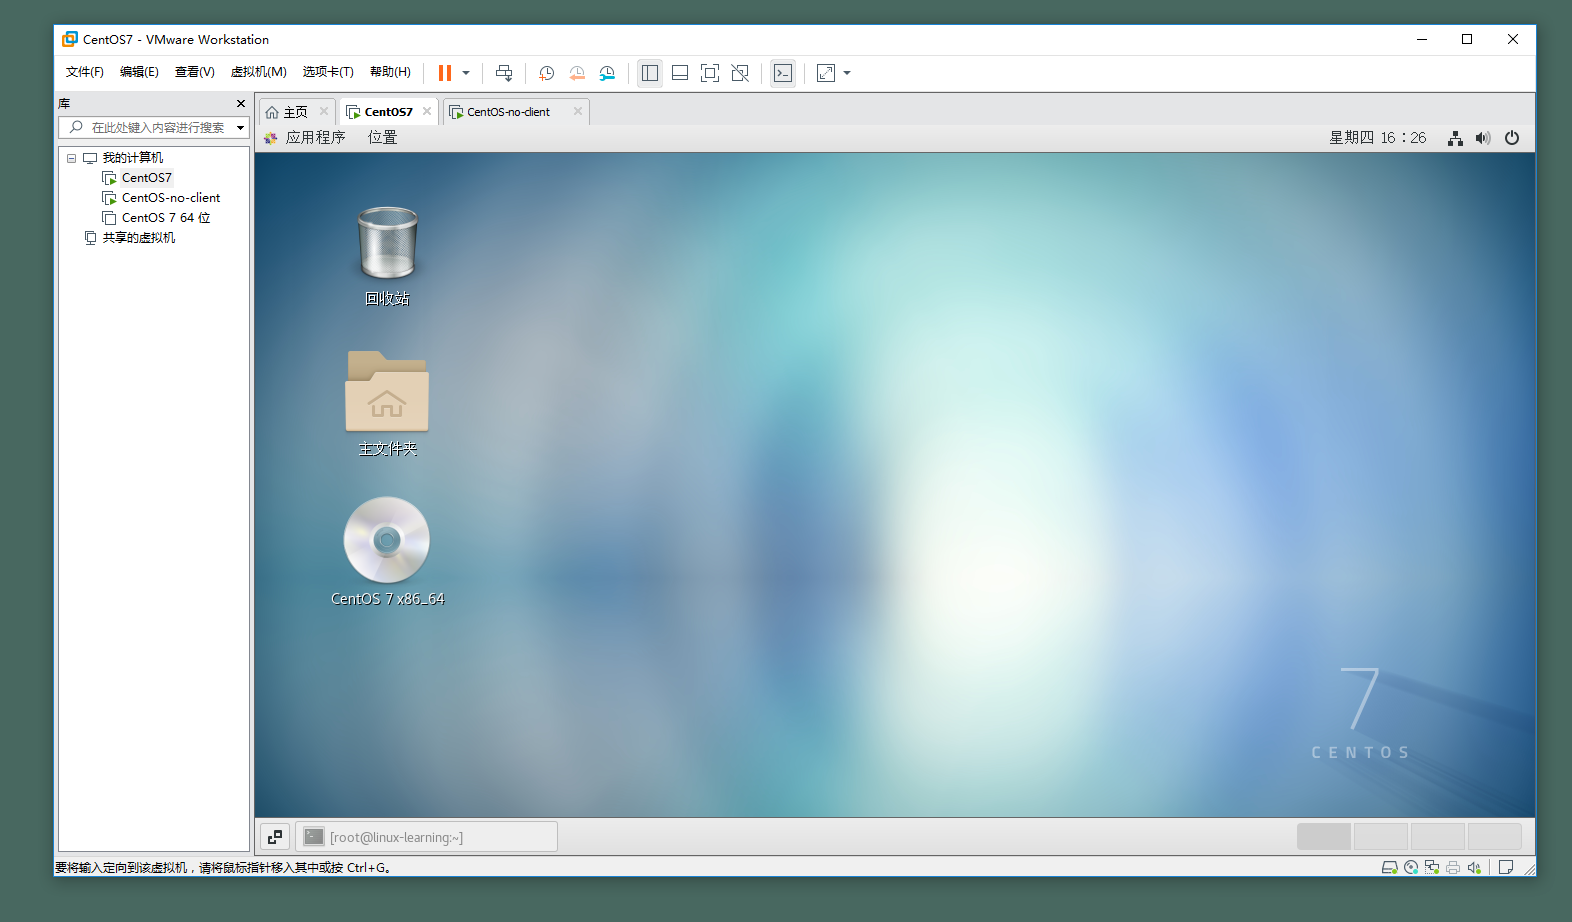 CentOS7 - VMware Workstation
文件(F) 编辑(E) 查看(V) 虚拟机(M) 选项卡(T) 帮助(H)
库
在此处键入内容进行搜索
我的计算机
CentOS7
CentOS-no-client
CentOS 7 64 位
共享的虚拟机
主页 CentOS7 CentOS-no-client
应用程序 位置 星期四 16：26
回收站
主文件夹
CentOS 7 x86_64
7
CENTOS
[root@linux-learning:~]
要将输入定向到该虚拟机，请将鼠标指针移入其中或按 Ctrl+G。